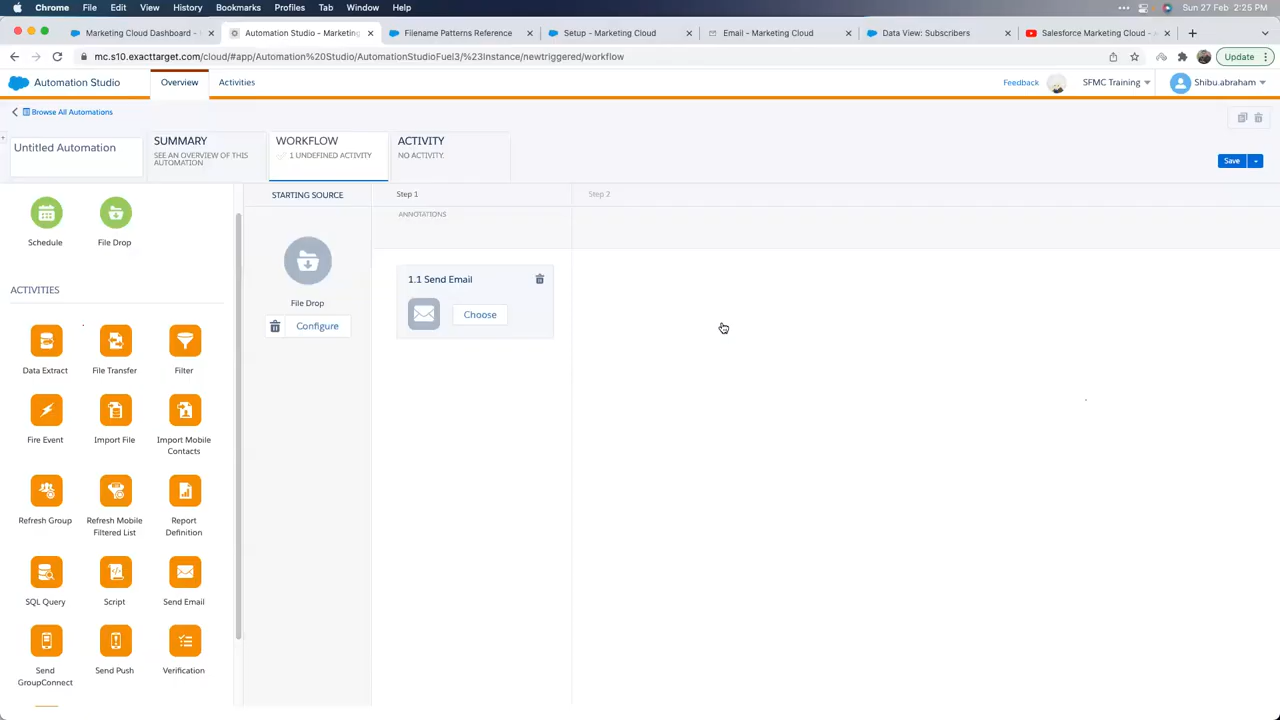 Chrome File Edit View History Bookmarks Profiles Tab Window Help
Sun 27 Feb 2:25 PM
Marketing Cloud Dashboard -
Automation Studio - Marketing
Filename Patterns Reference
Setup - Marketing Cloud
Email - Marketing Cloud
Data View: Subscribers
Salesforce Marketing Cloud - A
mc.s10.exacttarget.com/cloud/#app/Automation%20Studio/AutomationStudioFuel3/%23Instance/newtriggered/workflow
Update
Automation Studio
Overview
Activities
Feedback
SFMC Training
Shibu.abraham
Browse All Automations
Untitled Automation
SUMMARY
SEE AN OVERVIEW OF THIS
AUTOMATION
WORKFLOW
1 UNDEFINED ACTIVITY
ACTIVITY
NO ACTIVITY.
Save
STARTING SOURCE
Step 1
Step 2
ANNOTATIONS
Schedule
File Drop
File Drop
Configure
1.1 Send Email
Choose
ACTIVITIES
Data Extract
File Transfer
Filter
Fire Event
Import File
Import Mobile
Contacts
Refresh Group
Refresh Mobile
Filtered List
Report
Definition
SQL Query
Script
Send Email
Send
GroupConnect
Send Push
Verification